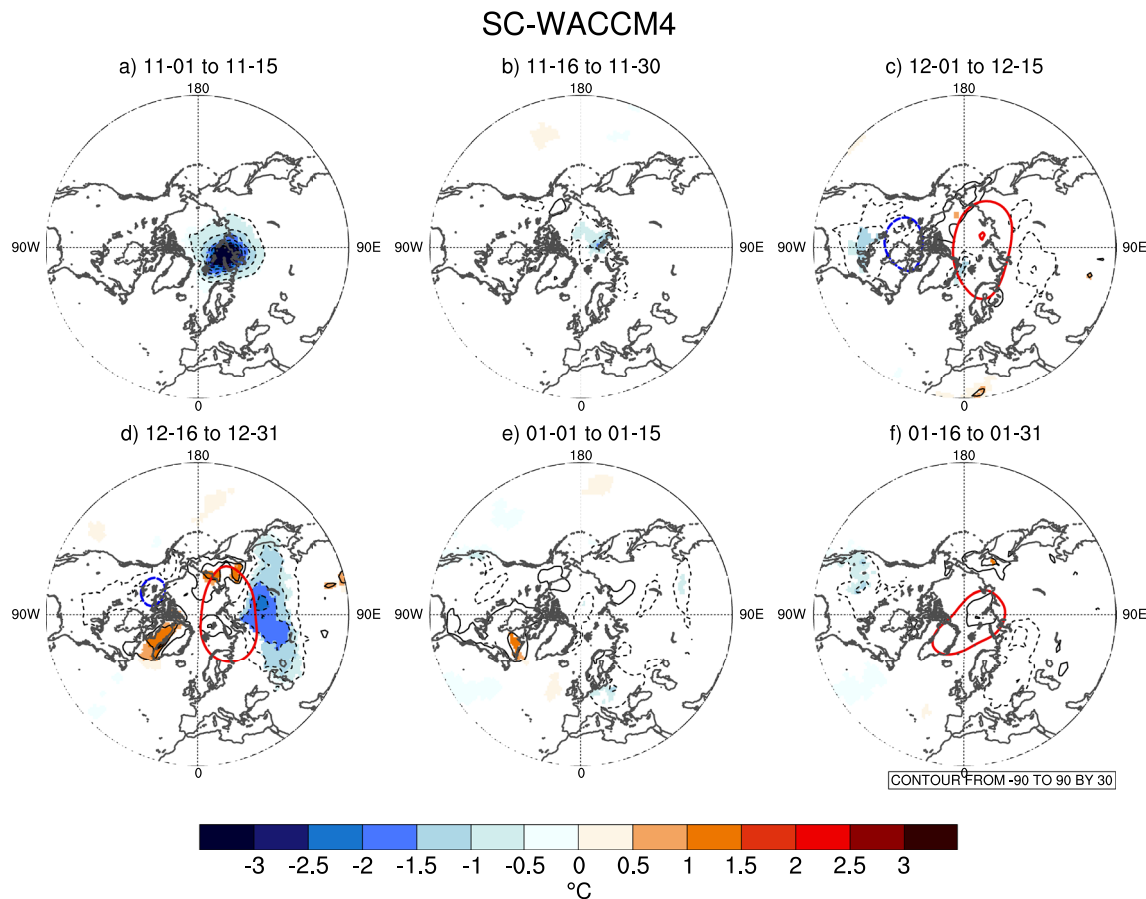 SC-WACCM4
a) 11-01 to 11-15
b) 11-16 to 11-30
c) 12-01 to 12-15
180
180
180
90W
90E
90W
90E
90W
90E
0
0
0
d) 12-16 to 12-31
e) 01-01 to 01-15
f) 01-16 to 01-31
180
180
180
90W
90E
90W
90E
90W
90E
0
0
0
CONTOUR FROM -90 TO 90 BY 30
-3 -2.5 -2 -1.5 -1 -0.5 0 0.5 1 1.5 2 2.5 3
°C